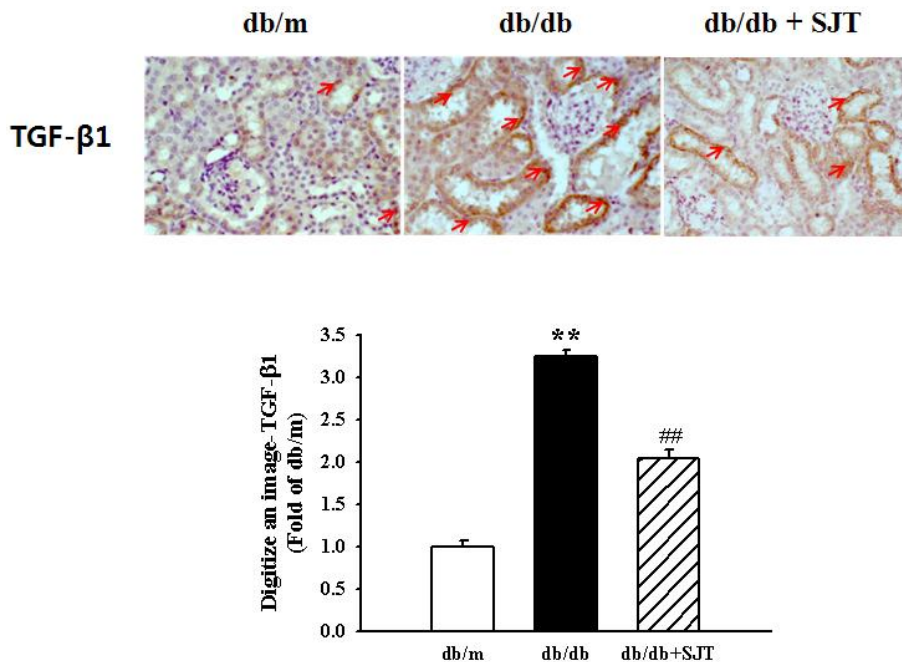 db/m db/db db/db + SJT
TGF-β1
Digitize an image-TGF-β1
(Fold of db/m)
3.5
3.0
2.5
2.0
1.5
1.0
0.5
0.0
**
##
db/m db/db db/db+SJT